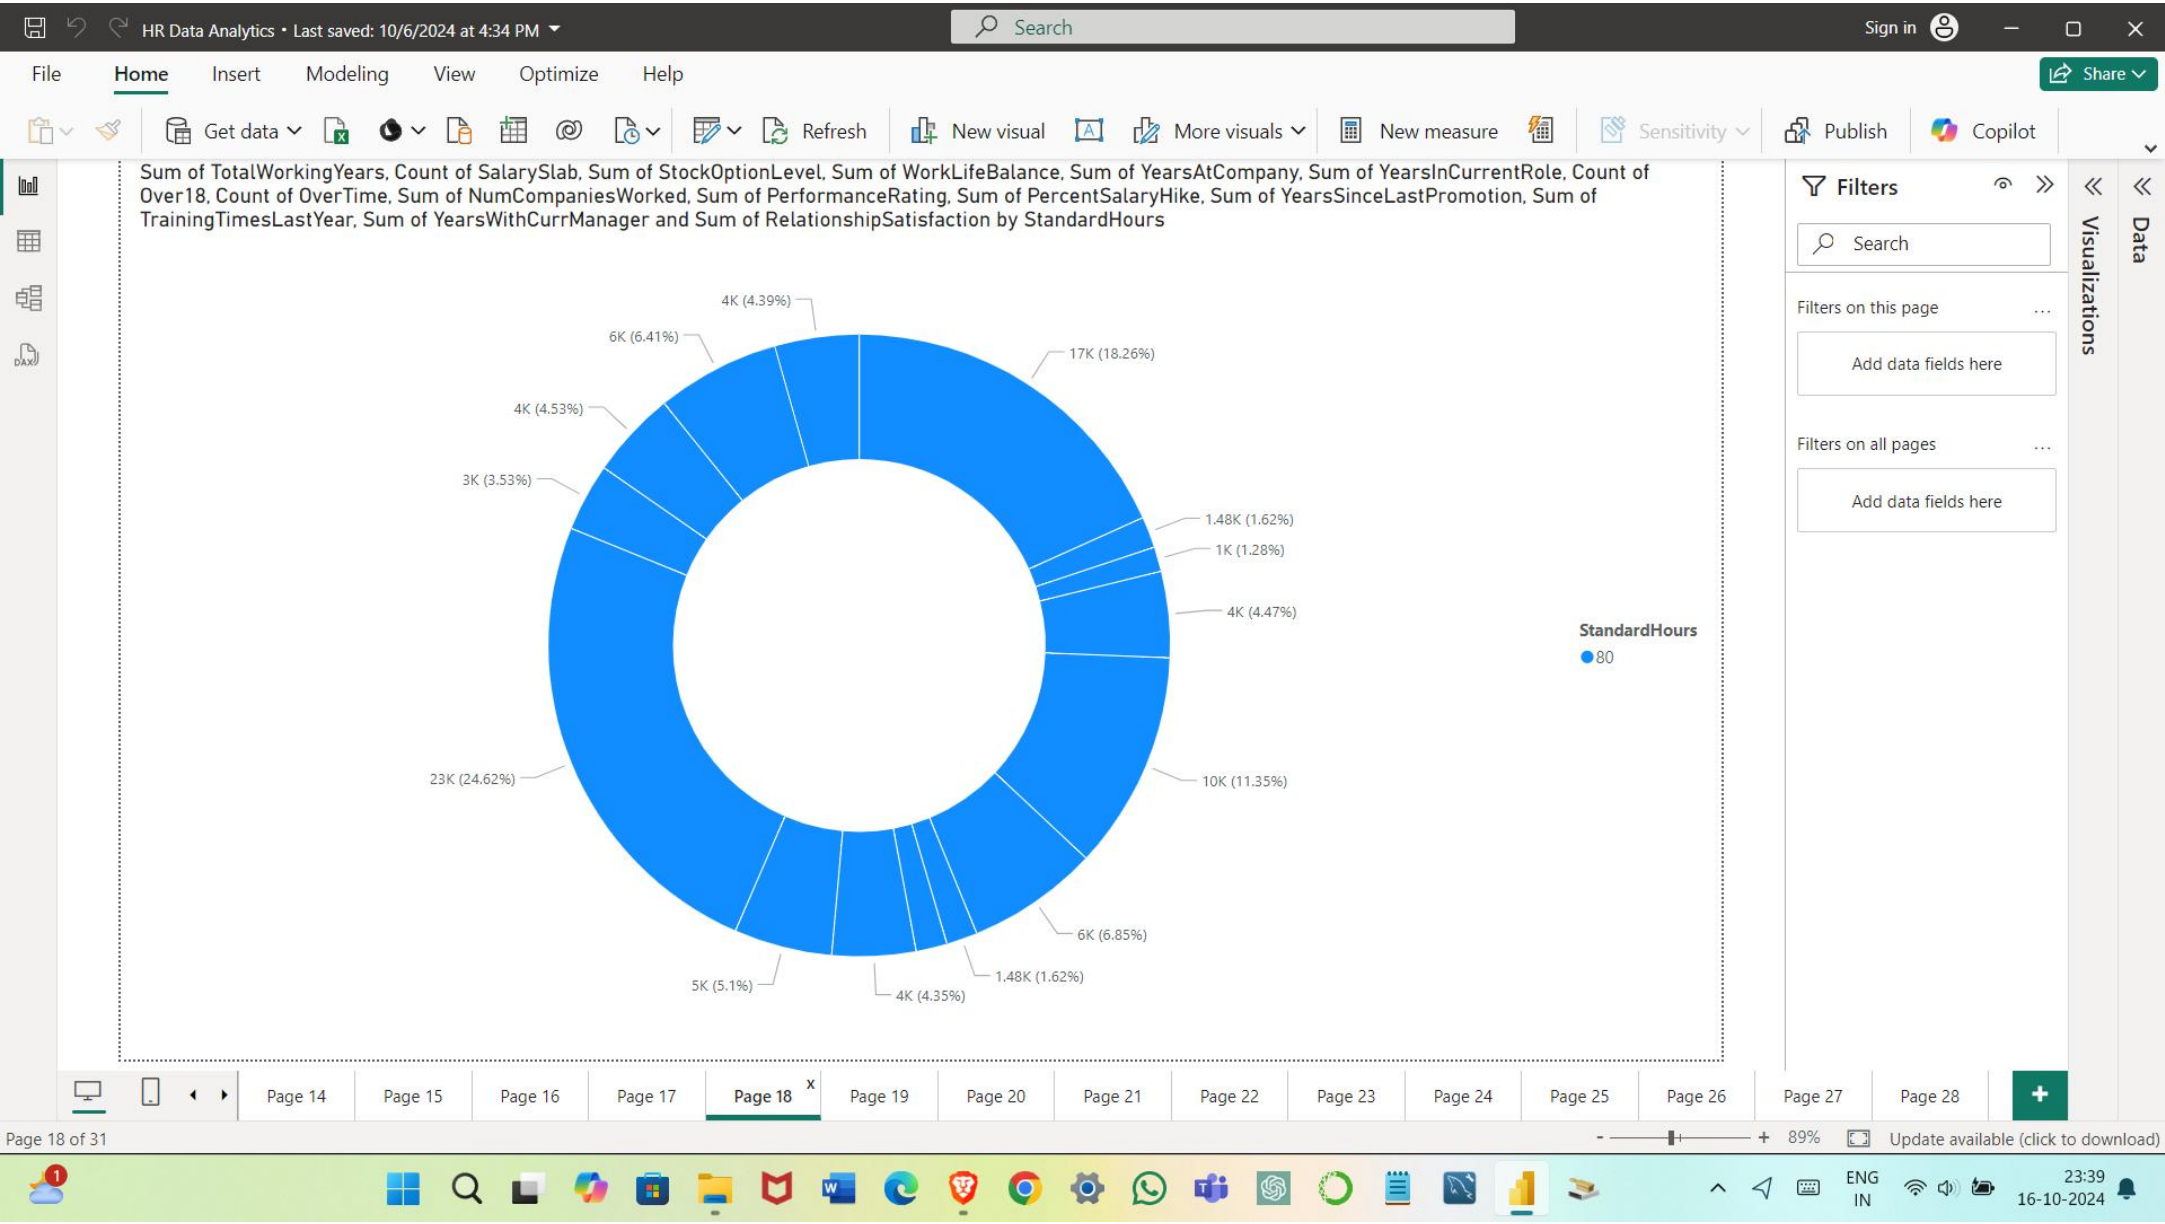 HR Data Analytics • Last saved: 10/6/2024 at 4:34 PM
Search
Sign in
File Home Insert Modeling View Optimize Help
Share
Get data
Refresh
New visual
A
More visuals
New measure
Sensitivity
Publish
Copilot
Sum of TotalWorkingYears, Count of SalarySlab, Sum of StockOptionLevel, Sum of WorkLifeBalance, Sum of YearsAtCompany, Sum of YearsInCurrentRole, Count of
Over18, Count of OverTime, Sum of NumCompaniesWorked, Sum of PerformanceRating, Sum of PercentSalaryHike, Sum of YearsSinceLastPromotion, Sum of
TrainingTimesLastYear, Sum of YearsWithCurrManager and Sum of RelationshipSatisfaction by StandardHours
DAX
4K (4.39%)
6K (6.41%)
17K (18.26%)
4K (4.53%)
3K (3.53%)
1.48K (1.62%)
1K (1.28%)
4K (4.47%)
23K (24.62%)
10K (11.35%)
6K (6.85%)
1.48K (1.62%)
5K (5.1%)
4K (4.35%)
StandardHours
80
Filters
Search
Filters on this page
...
Add data fields here
Filters on all pages
...
Add data fields here
Visualizations
Data
Page 14 Page 15 Page 16 Page 17 Page 18 x Page 19 Page 20 Page 21 Page 22 Page 23 Page 24 Page 25 Page 26 Page 27 Page 28 +
Page 18 of 31
- + 89% Update available (click to download)
1
W
T
ENG
IN
23:39
16-10-2024